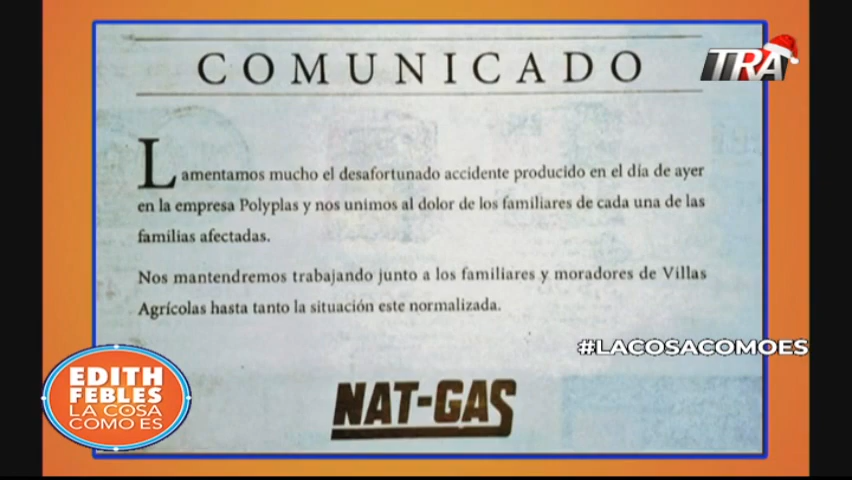 COMUNICADO
TRA
Lamentamos mucho el desafortunado accidente producido en el día de ayer
en la empresa Polyplas y nos unimos al dolor de los familiares de cada una de las
familias afectadas.
Nos mantendremos trabajando junto a los familiares y moradores de Villas
Agrícolas hasta tanto la situación este normalizada.
#LACOSACOMOES
EDITH
FEBLES
LA COSA
COMO ES
NAT-GAS